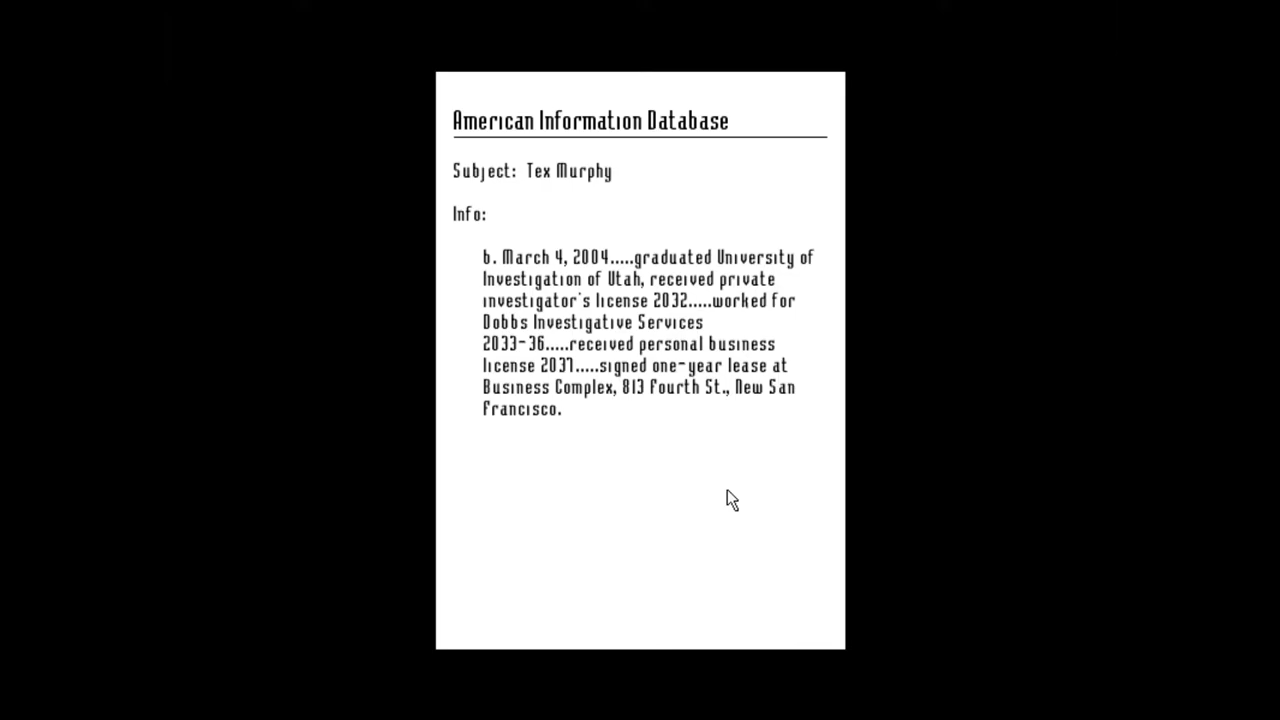 American Information Database
Subject: Tex Murphy
Info:
b. March 4, 2004.....graduated University of
Investigation of Utah, received private
investigator's license 2032.....worked for
Dobbs Investigative Services
2033-36.....received personal business
license 2037.....signed one-year lease at
Business Complex, 813 Fourth St., New San
Francisco.